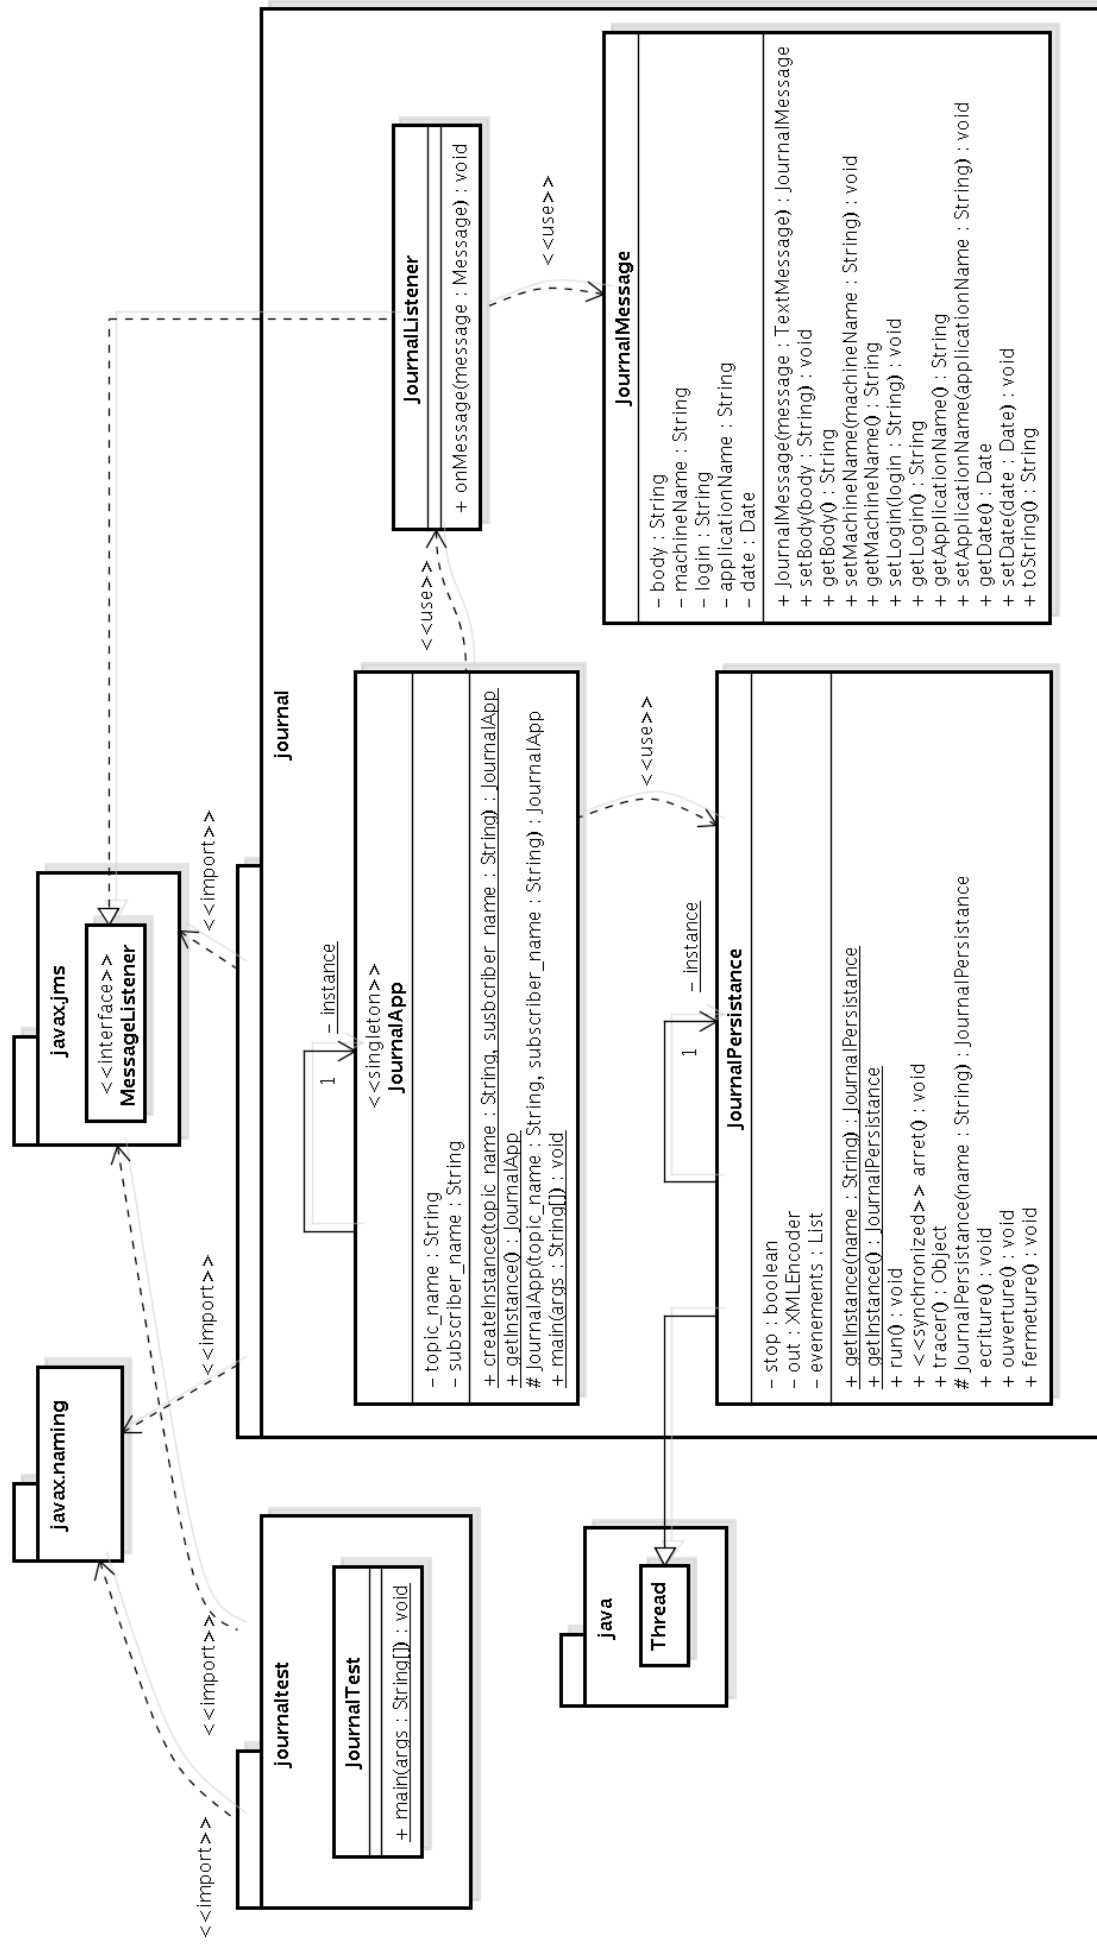 javax.naming
javax.jms
<<interface>>
MessageListener
<<import>>
<<import>>
<<import>>
<<import>>
journaltest
JournalTest
+ main(args : String[]) : void
journal
1
- instance
<<singleton>>
JournalApp
- topic_name : String
- subscriber_name : String
+ createInstance(topic_name : String, susbcriber_name : String) : JournalApp
+ getInstance() : JournalApp
# JournalApp(topic_name : String, subscriber_name : String) : JournalApp
+ main(args : String[]) : void
<<use>>
JournalListener
+ onMessage(message : Message) : void
<<use>>
<<use>>
java
Thread
1
- instance
JournalPersistance
- stop : boolean
- out : XMLEncoder
- evenements : List
+ getInstance(name : String) : JournalPersistance
+ getInstance() : JournalPersistance
+ run() : void
+ <<synchronized>> arret() : void
+ tracer() : Object
# JournalPersistance(name : String) : JournalPersistance
+ ecriture() : void
+ ouverture() : void
+ fermeture() : void
JournalMessage
- body : String
- machineName : String
- login : String
- applicationName : String
- date : Date
+ JournalMessage(message : TextMessage) : JournalMessage
+ setBody(body : String) : void
+ getBody() : String
+ setMachineName(machineName : String) : void
+ getMachineName() : String
+ setLogin(login : String) : void
+ getLogin() : String
+ getApplicationName() : String
+ setApplicationName(applicationName : String) : void
+ getDate() : Date
+ setDate(date : Date) : void
+ toString() : String